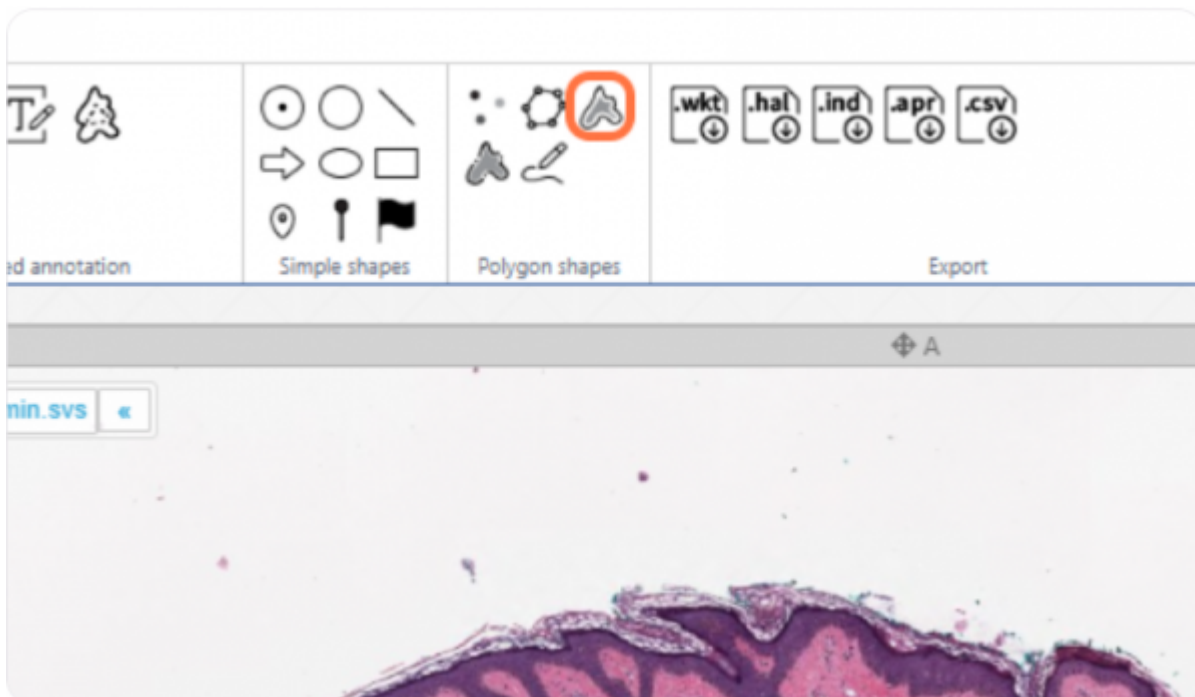 T
.wkt .hal .ind .apr .csv
ed annotation Simple shapes Polygon shapes Export
A
min.svs «